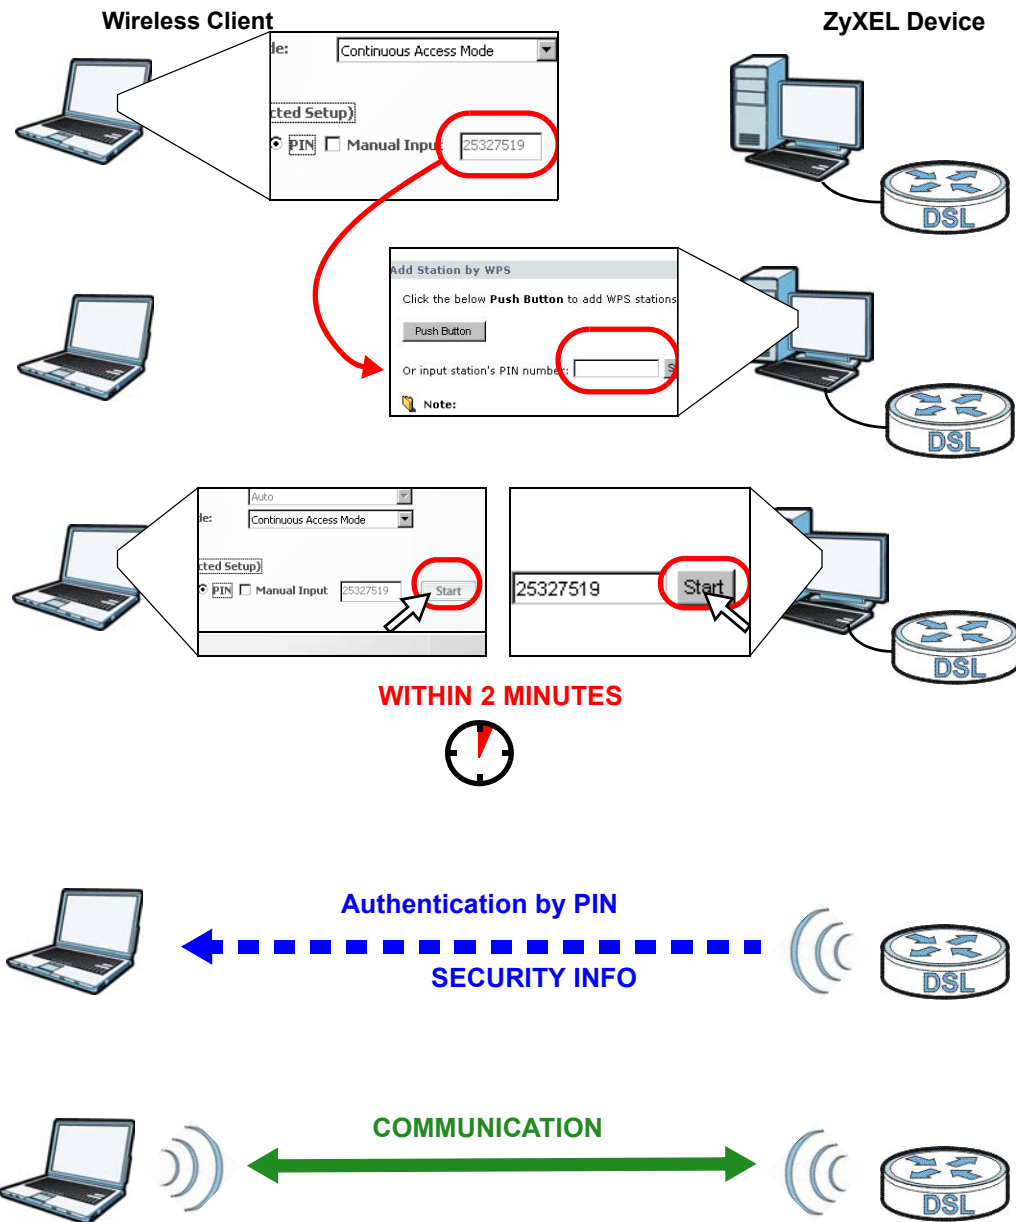 Wireless Client
ZyXEL Device
de:
Continuous Access Mode
cted Setup)
PIN
Manual Input
25327519
DSL
Add Station by WPS
Click the below Push Button to add WPS stations
Push Button
Or input station's PIN number:
S
Note:
DSL
Auto
de:
Continuous Access Mode
cted Setup)
PIN
Manual Input
25327519
Start
25327519
Start
DSL
WITHIN 2 MINUTES
Authentication by PIN
SECURITY INFO
DSL
COMMUNICATION
DSL